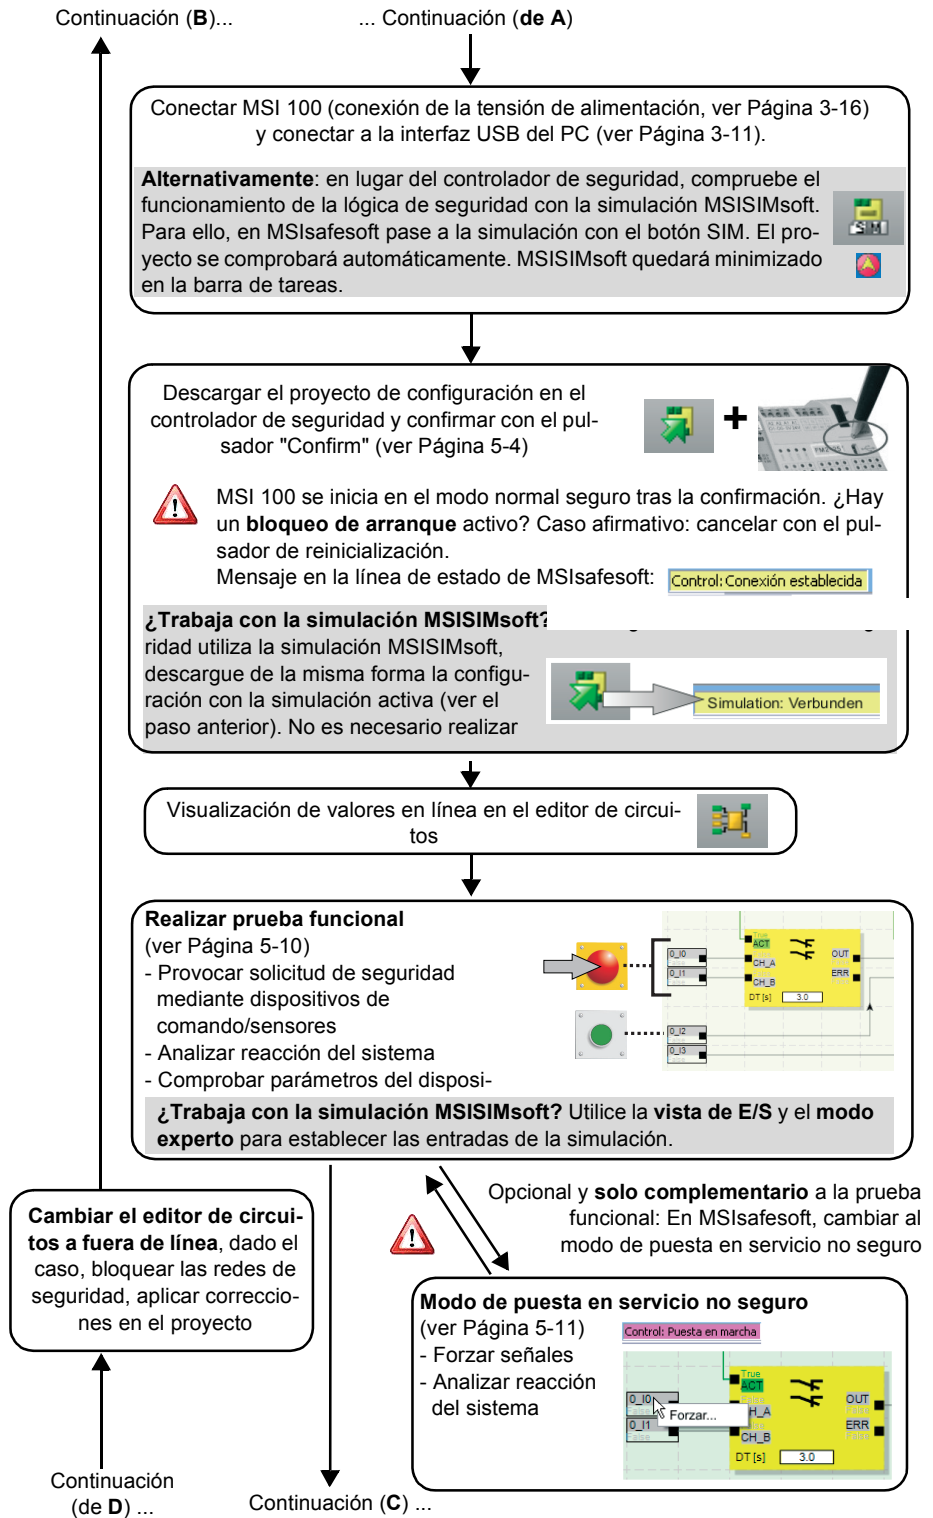 Continuación (B)...
... Continuación (de A)
Conectar MSI 100 (conexión de la tensión de alimentación, ver Página 3-16)
y conectar a la interfaz USB del PC (ver Página 3-11).
Alternativamente: en lugar del controlador de seguridad, compruebe el
funcionamiento de la lógica de seguridad con la simulación MSISIMsoft.
Para ello, en MSIsafesoft pase a la simulación con el botón SIM. El pro-
yecto se comprobará automáticamente. MSISIMsoft quedará minimizado
en la barra de tareas.
SIM
Descargar el proyecto de configuración en el
controlador de seguridad y confirmar con el pul-
sador "Confirm" (ver Página 5-4)
+
MSI 100 se inicia en el modo normal seguro tras la confirmación. ¿Hay
un bloqueo de arranque activo? Caso afirmativo: cancelar con el pul-
sador de reinicialización.
Mensaje en la línea de estado de MSIsafesoft:
Control: Conexión establecida
¿Trabaja con la simulación MSISIMsoft?
ridad utiliza la simulación MSISIMsoft,
descargue de la misma forma la configu-
ración con la simulación activa (ver el
paso anterior). No es necesario realizar
Simulation: Verbunden
Visualización de valores en línea en el editor de circui-
tos
Realizar prueba funcional
(ver Página 5-10)
- Provocar solicitud de seguridad
mediante dispositivos de
comando/sensores
- Analizar reacción del sistema
- Comprobar parámetros del disposi-
True
ACT
0_I0
False
CH_A
0_I1
False
CH_B
OUT
False
ERR
False
DT [s] 3.0
0_I2
False
0_I3
False
¿Trabaja con la simulación MSISIMsoft? Utilice la vista de E/S y el modo
experto para establecer las entradas de la simulación.
Opcional y solo complementario a la prueba
funcional: En MSIsafesoft, cambiar al
modo de puesta en servicio no seguro
Cambiar el editor de circui-
tos a fuera de línea, dado el
caso, bloquear las redes de
seguridad, aplicar correccio-
nes en el proyecto
Modo de puesta en servicio no seguro
(ver Página 5-11)
- Forzar señales
- Analizar reacción
del sistema
Control: Puesta en marcha
True
ACT
False
0_I0
False
Forzar...
CH_A
0_I1
False
False
CH_B
OUT
False
ERR
False
DT [s] 3.0
Continuación
(de D) ...
Continuación (C) ...